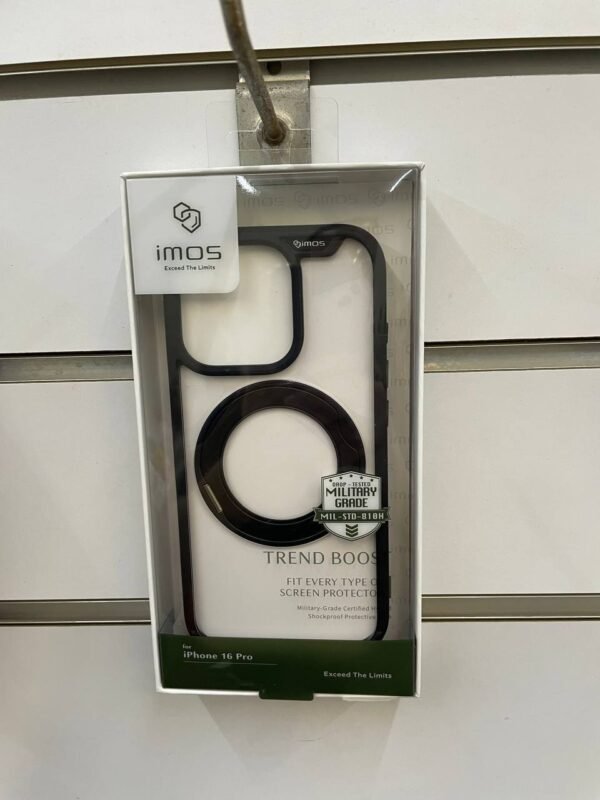 imos
Exceed The Limits
imos
DROP - TESTED
MILITARY
GRADE
MIL-STD-810H
TREND BOOS
FIT EVERY TYPE O
SCREEN PROTECTO
Military-Grade Certified
Shockproof Protective
for
iPhone 16 Pro
Exceed The Limits